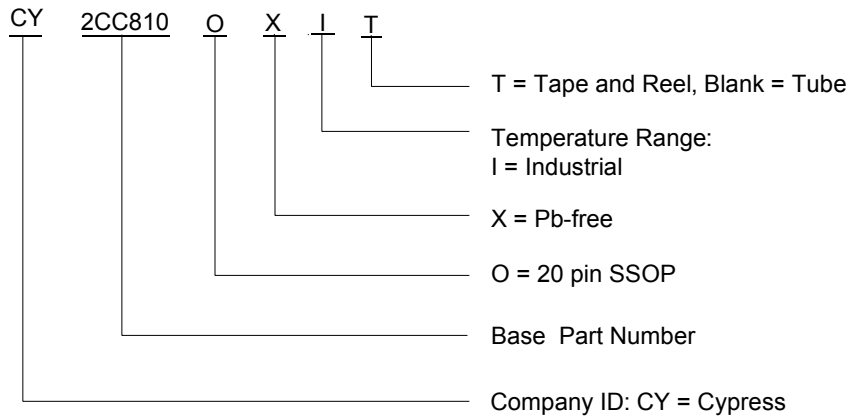 CY 2CC810 O X I T
T = Tape and Reel, Blank = Tube
Temperature Range:
I = Industrial
X = Pb-free
O = 20 pin SSOP
Base Part Number
Company ID: CY = Cypress